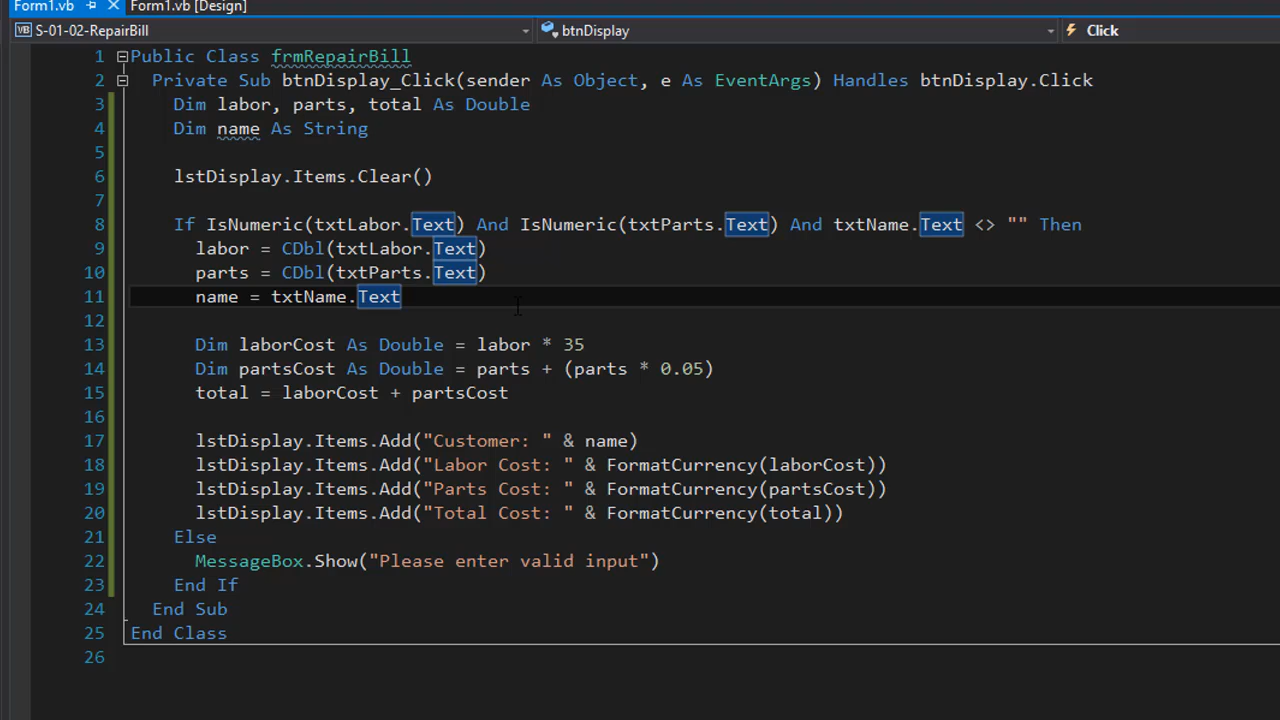 Form1.vb Form1.vb [Design]
VB S-01-02-RepairBill btnDisplay Click
1 Public Class frmRepairBill
2 Private Sub btnDisplay_Click(sender As Object, e As EventArgs) Handles btnDisplay.Click
3 Dim labor, parts, total As Double
4 Dim name As String
5
6 lstDisplay.Items.Clear()
7
8 If IsNumeric(txtLabor.Text) And IsNumeric(txtParts.Text) And txtName.Text <> "" Then
9 labor = CDbl(txtLabor.Text)
10 parts = CDbl(txtParts.Text)
11 name = txtName.Text
12
13 Dim laborCost As Double = labor * 35
14 Dim partsCost As Double = parts + (parts * 0.05)
15 total = laborCost + partsCost
16
17 lstDisplay.Items.Add("Customer: " & name)
18 lstDisplay.Items.Add("Labor Cost: " & FormatCurrency(laborCost))
19 lstDisplay.Items.Add("Parts Cost: " & FormatCurrency(partsCost))
20 lstDisplay.Items.Add("Total Cost: " & FormatCurrency(total))
21 Else
22 MessageBox.Show("Please enter valid input")
23 End If
24 End Sub
25 End Class
26